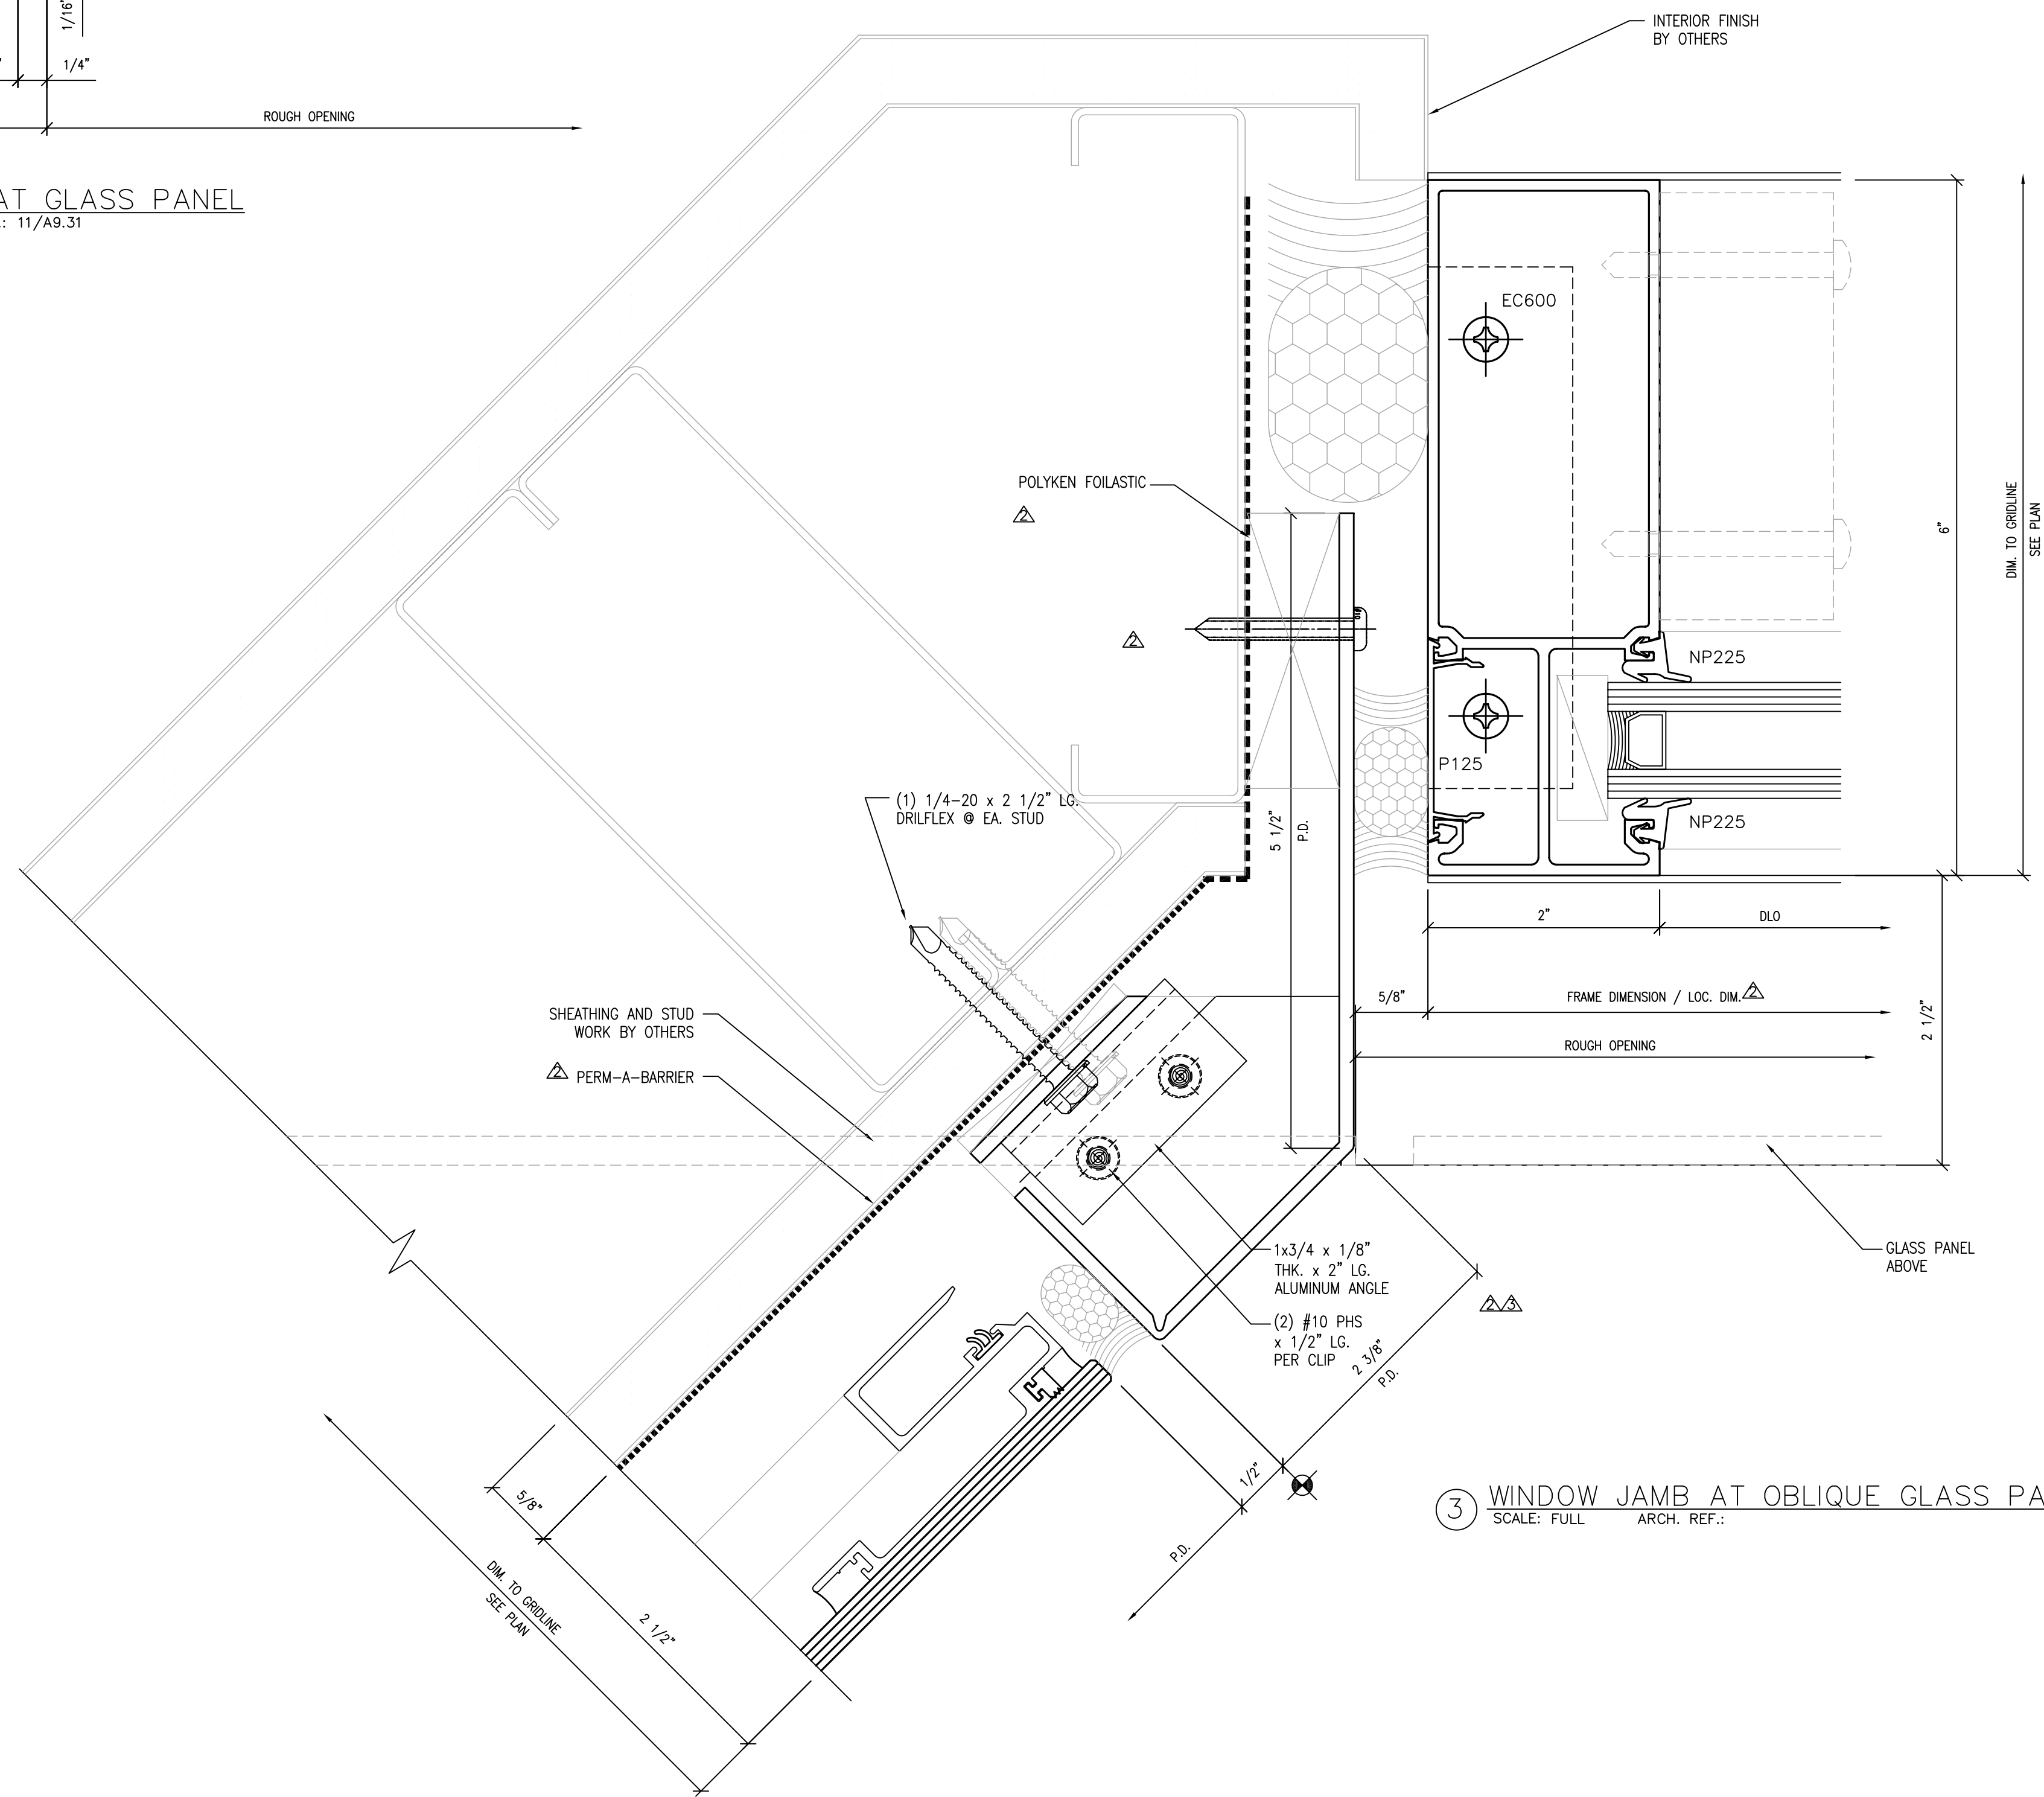 1/16"
1/4"
ROUGH OPENING
AT GLASS PANEL
.: 11/A9.31
INTERIOR FINISH
BY OTHERS
EC600
POLYKEN FOILASTIC
2
2
NP225
P125
NP225
6"
DIM. TO GRIDLINE
SEE PLAN
(1) 1/4-20 x 2 1/2" LG.
DRILFLEX @ EA. STUD
5 1/2"
P.D.
2"
DLO
5/8"
FRAME DIMENSION / LOC. DIM. 2
ROUGH OPENING
2 1/2"
SHEATHING AND STUD
WORK BY OTHERS
2 PERM-A-BARRIER
1x3/4 x 1/8"
THK. x 2" LG.
ALUMINUM ANGLE
(2) #10 PHS
x 1/2" LG.
PER CLIP
GLASS PANEL
ABOVE
2 3
2 3/8"
P.D.
1/2"
P.D.
5/8"
2 1/2"
DIM. TO GRIDLINE
SEE PLAN
3 WINDOW JAMB AT OBLIQUE GLASS PA
SCALE: FULL ARCH. REF.: